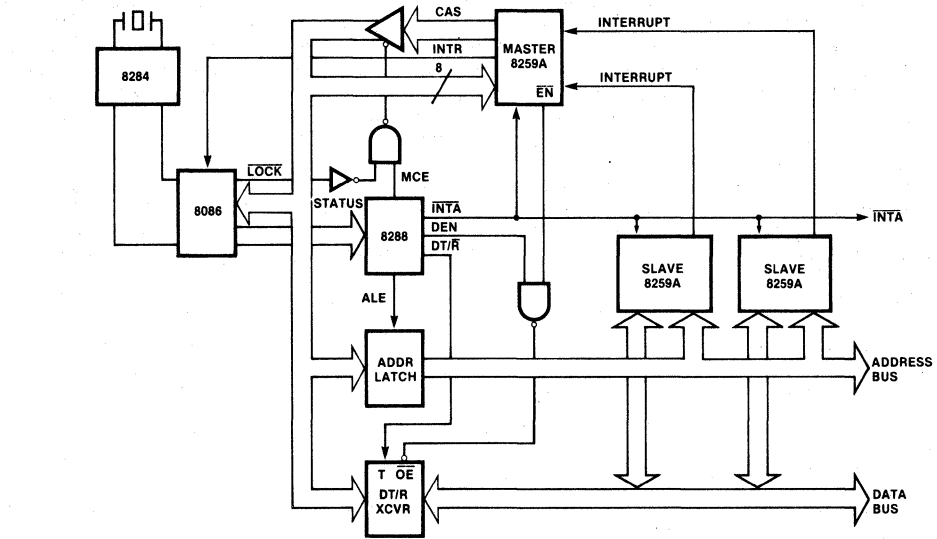 CAS
INTERRUPT
MASTER
8259A
INTR
8284
8
INTERRUPT
EN
LOCK
MCE
8086
STATUS
INTA
INTA
DEN
8288
DT/R
SLAVE
8259A
SLAVE
8259A
ALE
ADDR
LATCH
ADDRESS
BUS
T OE
DT/R
XCVR
DATA
BUS